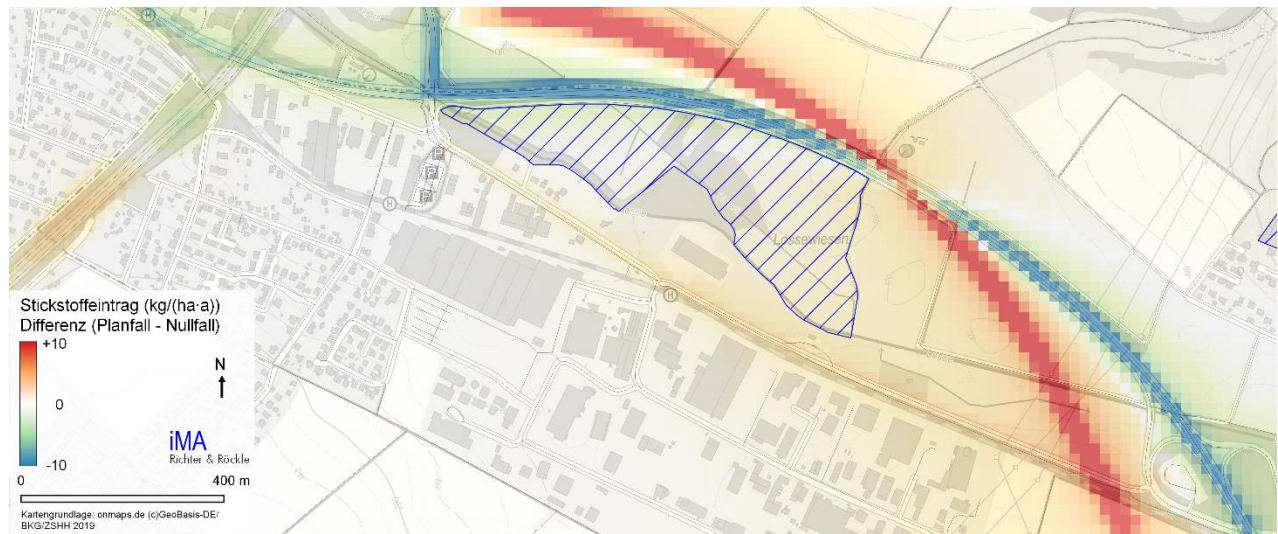 H
P
P
P
H
Lossewiesen
H
Stickstoffeintrag (kg/(ha·a))
Differenz (Planfall - Nullfall)
+10
0
-10
N
iMA
Richter & Röckle
0 400 m
Kartengrundlage: onmaps.de (c)GeoBasis-DE/
BKG/ZSHH 2019